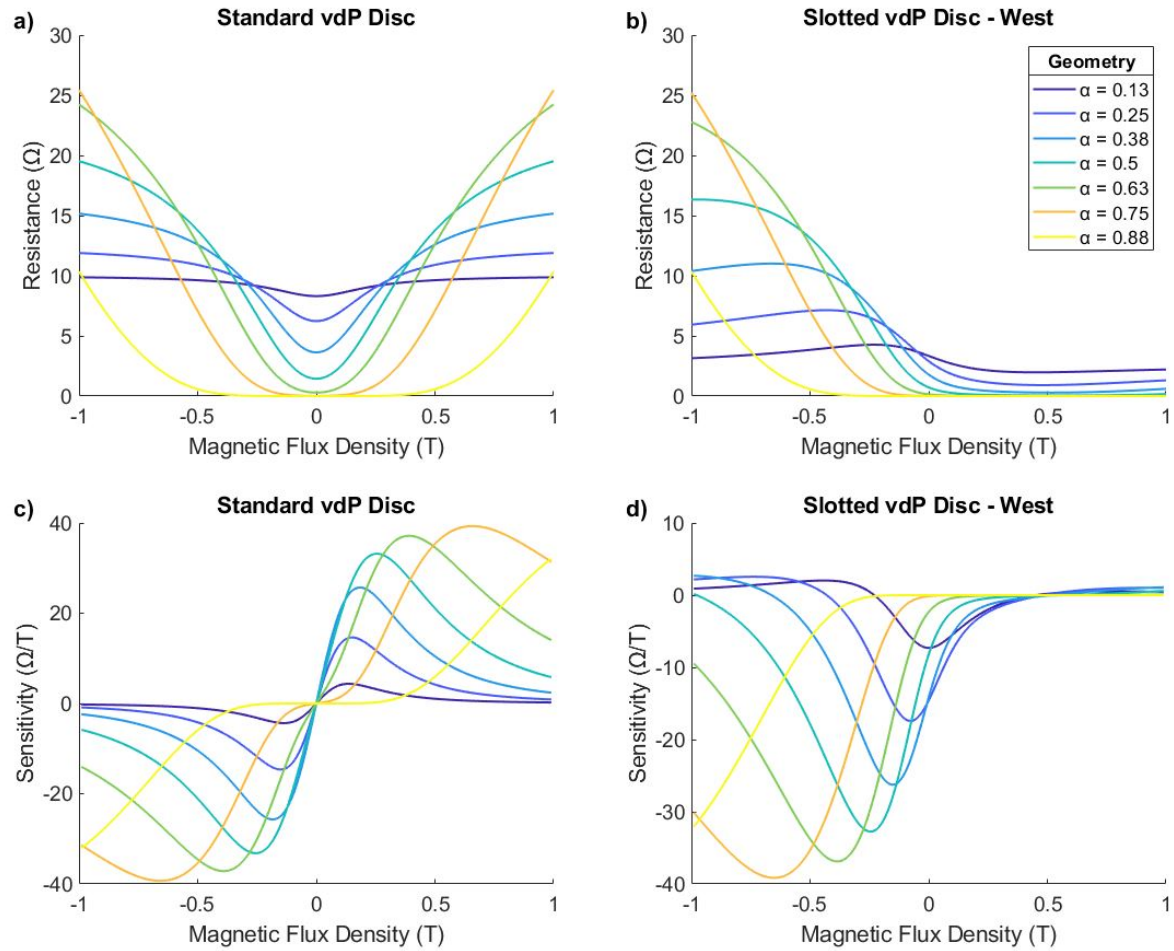 a)
Standard vdP Disc
30
25
20
15
10
5
0
-1
-0.5
0
0.5
1
Resistance (Ω)
Magnetic Flux Density (T)
b)
Slotted vdP Disc - West
30
25
20
15
10
5
0
-1
-0.5
0
0.5
1
Resistance (Ω)
Magnetic Flux Density (T)
Geometry
α = 0.13
α = 0.25
α = 0.38
α = 0.5
α = 0.63
α = 0.75
α = 0.88
c)
Standard vdP Disc
40
20
0
-20
-40
-1
-0.5
0
0.5
1
Sensitivity (Ω/T)
Magnetic Flux Density (T)
d)
Slotted vdP Disc - West
10
0
-10
-20
-30
-40
-1
-0.5
0
0.5
1
Sensitivity (Ω/T)
Magnetic Flux Density (T)